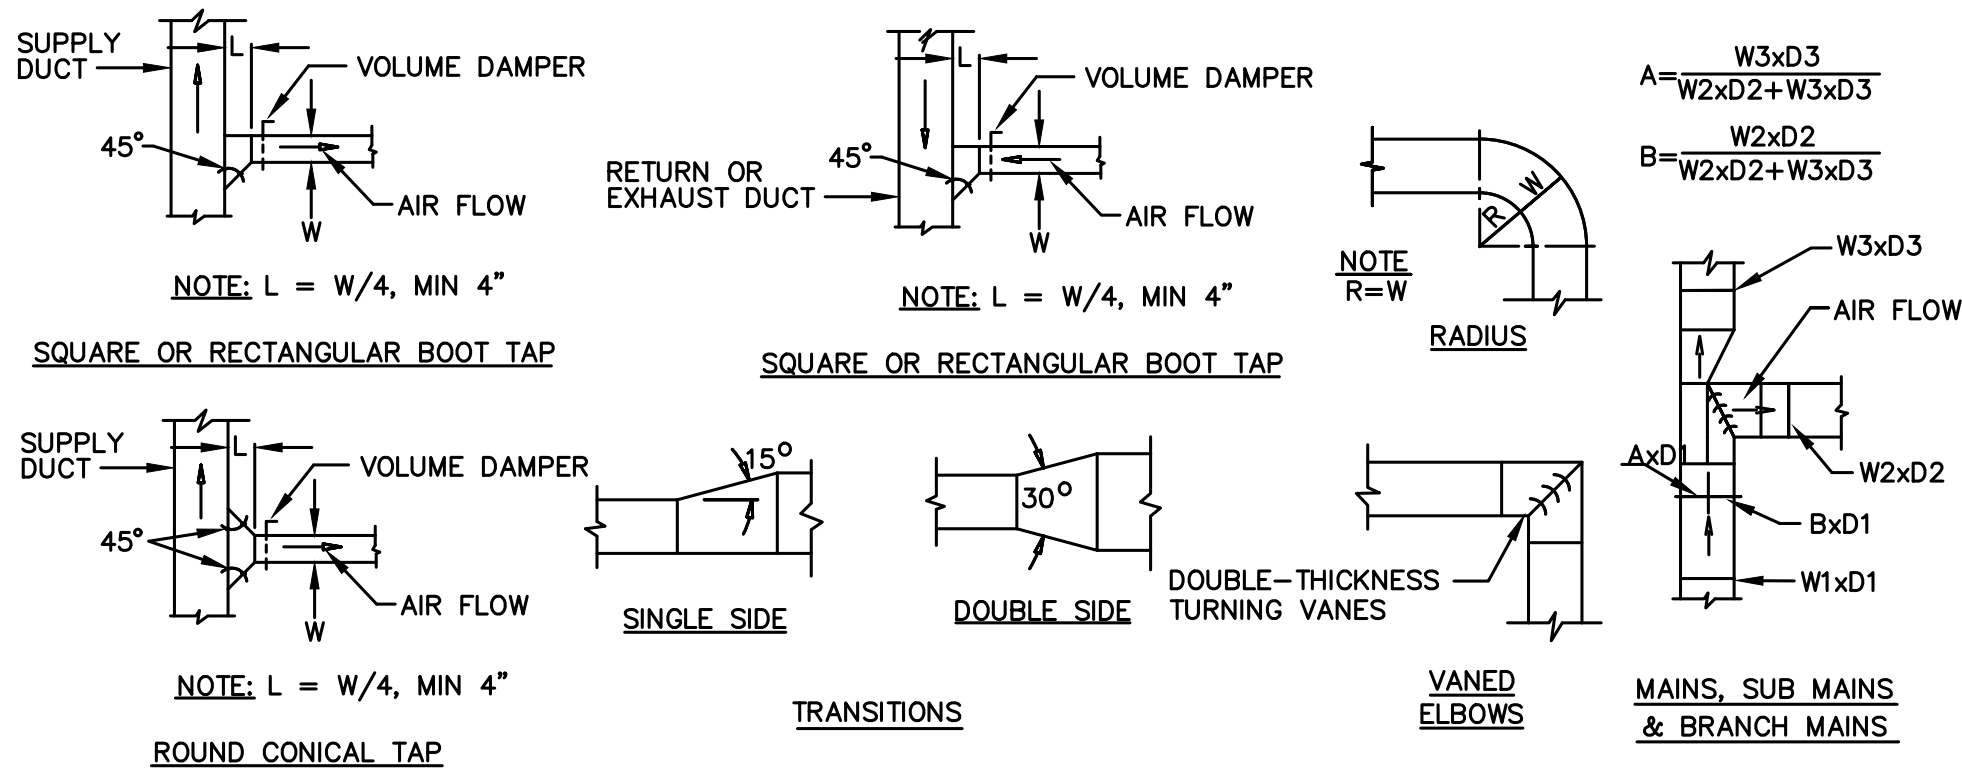 SUPPLY
DUCT
L
VOLUME DAMPER
45°
AIR FLOW
W
NOTE: L = W/4, MIN 4"
SQUARE OR RECTANGULAR BOOT TAP
L
VOLUME DAMPER
45°
RETURN OR
EXHAUST DUCT
AIR FLOW
W
NOTE: L = W/4, MIN 4"
SQUARE OR RECTANGULAR BOOT TAP
W
R
NOTE
R=W
RADIUS
W3xD3
A=
W2xD2+W3xD3
W2xD2
B=
W2xD2+W3xD3
W3xD3
AIR FLOW
AxD1
W2xD2
BxD1
W1xD1
MAINS, SUB MAINS
& BRANCH MAINS
SUPPLY
DUCT
L
VOLUME DAMPER
45°
AIR FLOW
W
NOTE: L = W/4, MIN 4"
ROUND CONICAL TAP
15°
SINGLE SIDE
30°
DOUBLE SIDE
TRANSITIONS
DOUBLE-THICKNESS
TURNING VANES
VANED
ELBOWS